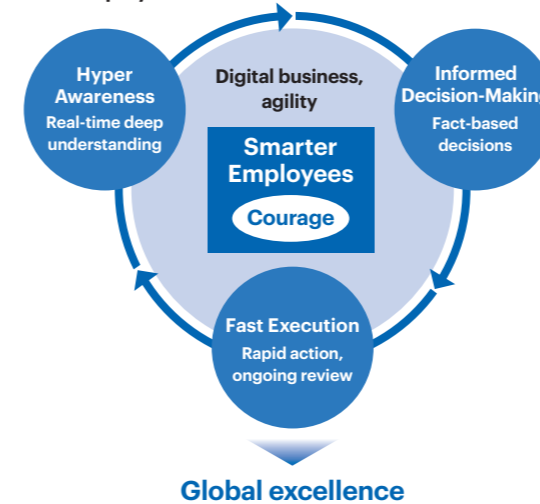 Hyper
Awareness
Real-time deep
understanding
Digital business,
agility
Informed
Decision-Making
Fact-based
decisions
Smarter
Employees
Courage
Fast Execution
Rapid action,
ongoing review
Global excellence